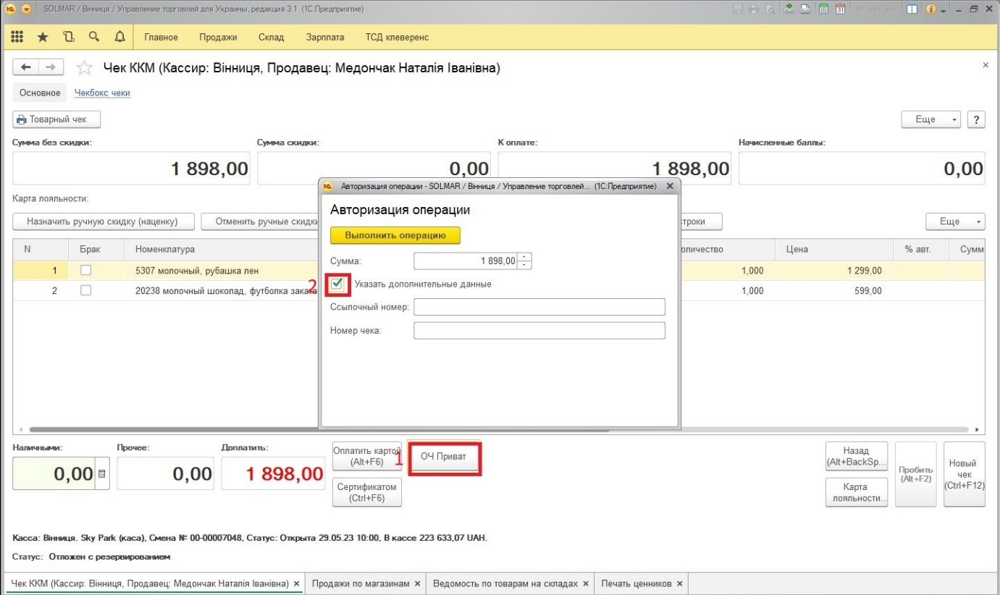 SOLMAR / Вінниця / Управление торговлей для Украины, редакция 3.1 (1С:Предприятие)
M M+ M-
Главное Продажи Склад Зарплата ТСД клеверенс
Чек ККМ (Кассир: Вінниця, Продавец: Медончак Наталія Іванівна)
Основное Чекбокс чеки
Товарный чек Еще ?
Сумма без скидки: Сумма скидки: К оплате: Начисленные баллы:
1 898,00 0,00 1 898,00 0,00
Карта лояльности:
Назначить ручную скидку (наценку) Отменить ручные скидки строки Еще
N Брак Номенклатура оличество Цена % авт. Сумм
1 5307 молочный, рубашка лен 1,000 1 299,00
2 20238 молочный шоколад, футболка заката 1,000 599,00
Авторизация операции - SOLMAR / Вінниця / Управление торговлей... (1С:Предприятие)
Авторизация операции
Выполнить операцию
Сумма: 1 898,00
2 Указать дополнительные данные
Ссылочный номер:
Номер чека:
Наличными: Прочее: Доплатить:
0,00 0,00 1 898,00
Оплатить картой
(Alt+F6)
1 ОЧ Приват
Сертификатом
(Ctrl+F6)
Назад
(Alt+BackSp...
Карта
лояльности...
Пробить
(Alt+F2)
Новый
чек
(Ctrl+F12)
Касса: Вінниця. Sky Park (каса), Смена № 00-00007048, Статус: Открыта 29.05.23 10:00, В кассе 223 633,07 UAH.
Статус: Отложен с резервированием
Чек ККМ (Кассир: Вінниця, Продавец: Медончак Наталія Іванівна) Продажи по магазинам Ведомость по товарам на складах Печать ценников